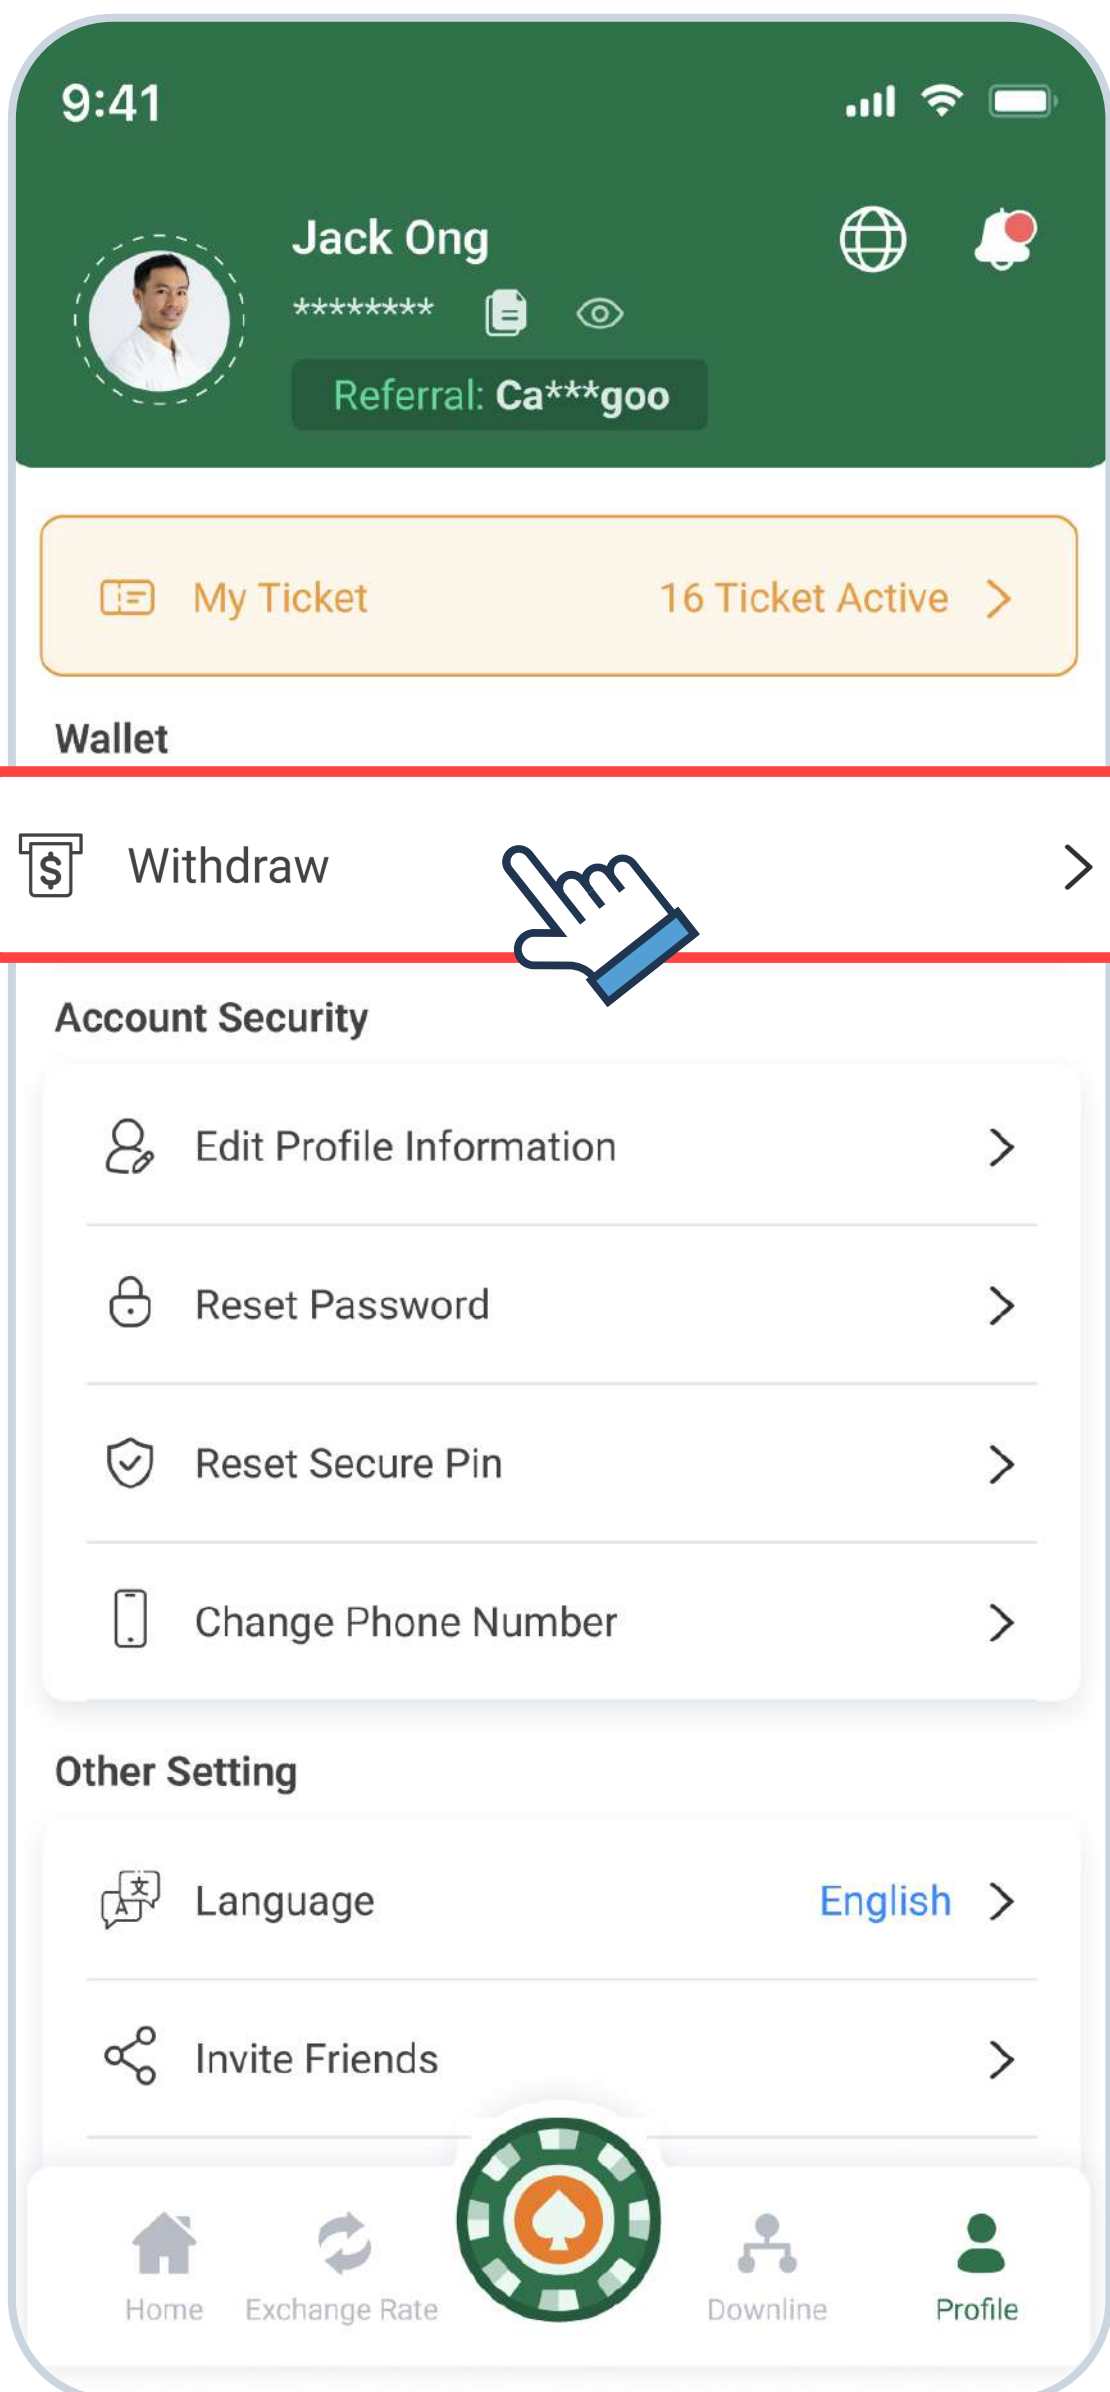 9:41
Jack Ong
********
Referral: Ca***goo
My Ticket 16 Ticket Active
Wallet
$ Withdraw
Account Security
Edit Profile Information
Reset Password
Reset Secure Pin
Change Phone Number
Other Setting
A 文 Language English
Invite Friends
Home Exchange Rate Downline Profile